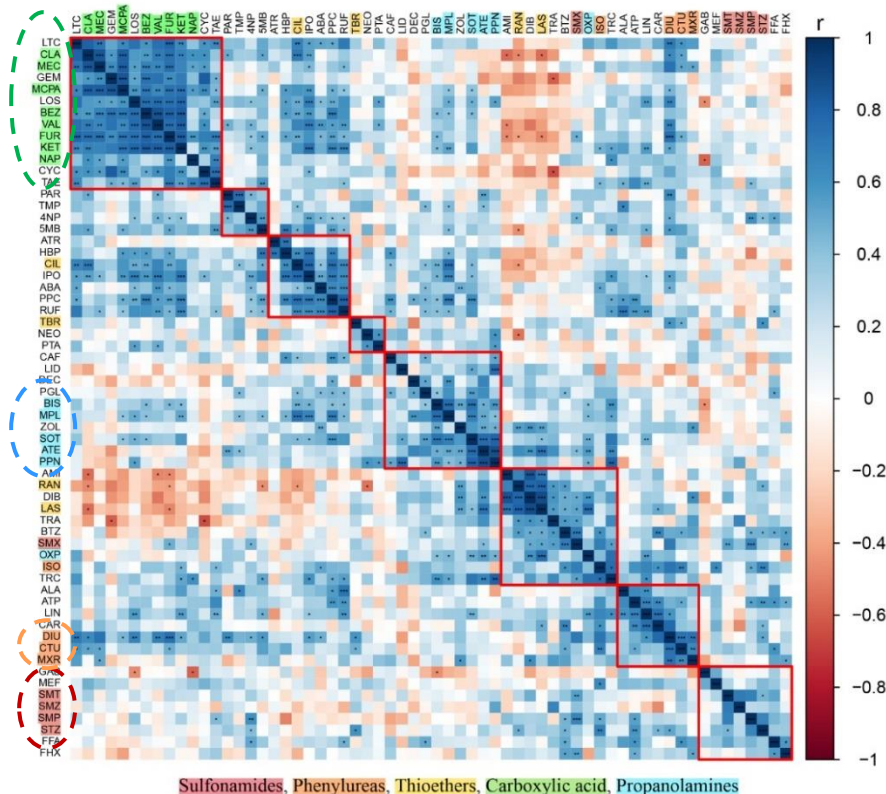 LTC CLA MEC GEM MCPA LOS BEZ VAL FUR KET NAP CYC TAE PAR TMP 4NP 5MB ATR HBP CIL IPO ABA PPC RUF TBR NEO PTA CAF LID DEC PGL BIS MPL ZOL SOT ATE PPN AMI RAN DIB LAS TRA BTZ SMX OXP ISO TRC ALA ATP LIN CAR DIU CTU MXR GAB MEF SMT SMZ SMP STZ FFA FHX
r
LTC
CLA
MEC
GEM
MCPA
LOS
BEZ
VAL
FUR
KET
NAP
CYC
TAE
PAR
TMP
4NP
5MB
ATR
HBP
CIL
IPO
ABA
PPC
RUF
TBR
NEO
PTA
CAF
LID
DEC
PGL
BIS
MPL
ZOL
SOT
ATE
PPN
AMI
RAN
DIB
LAS
TRA
BTZ
SMX
OXP
ISO
TRC
ALA
ATP
LIN
CAR
DIU
CTU
MXR
GAB
MEF
SMT
SMZ
SMP
STZ
FFA
FHX
1
0.8
0.6
0.4
0.2
0
−0.2
−0.4
−0.6
−0.8
−1
Sulfonamides, Phenylureas, Thioethers, Carboxylic acid, Propanolamines